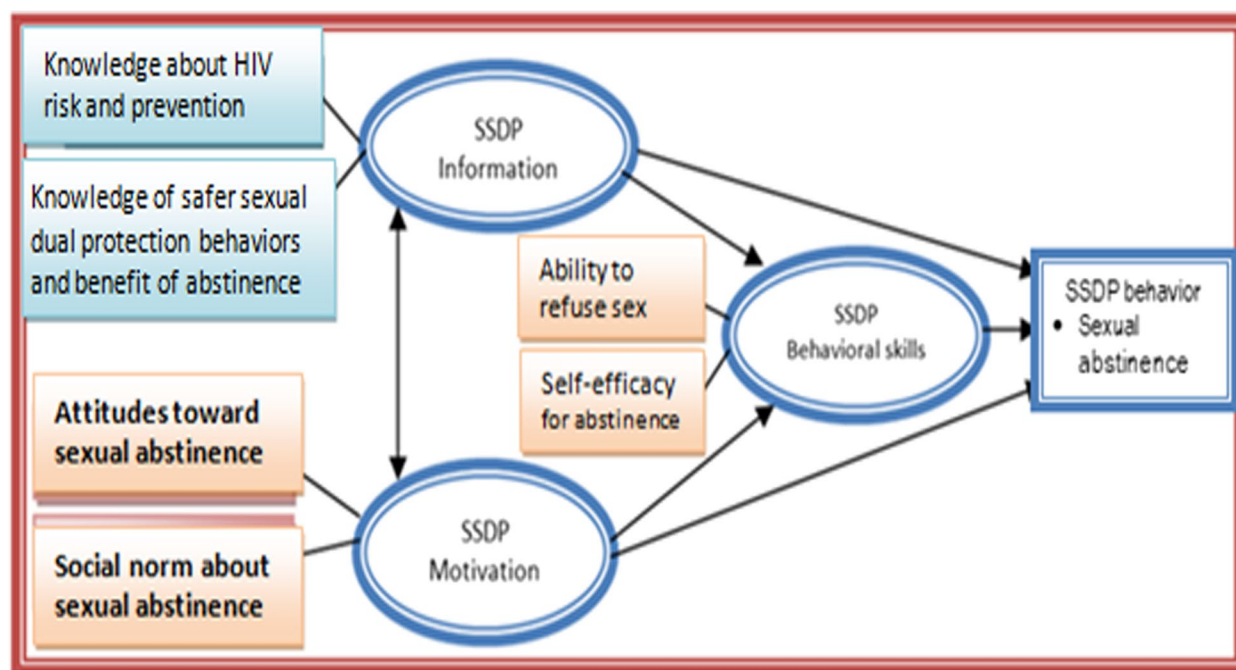 Knowledge about HIV
risk and prevention
Knowledge of safer sexual
dual protection behaviors
and benefit of abstinence
SSDP
Information
Ability to
refuse sex
Self-efficacy
for abstinence
SSDP
Behavioral skills
SSDP behavior
• Sexual
abstinence
Attitudes toward
sexual abstinence
Social norm about
sexual abstinence
SSDP
Motivation